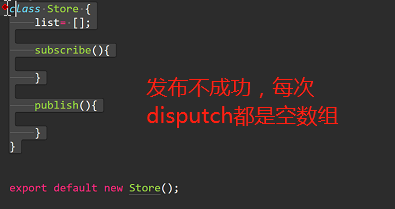 class Store {
list= [];
subscribe(){
}
publish(){
}
}
发布不成功，每次
disputch都是空数组
export default new Store();